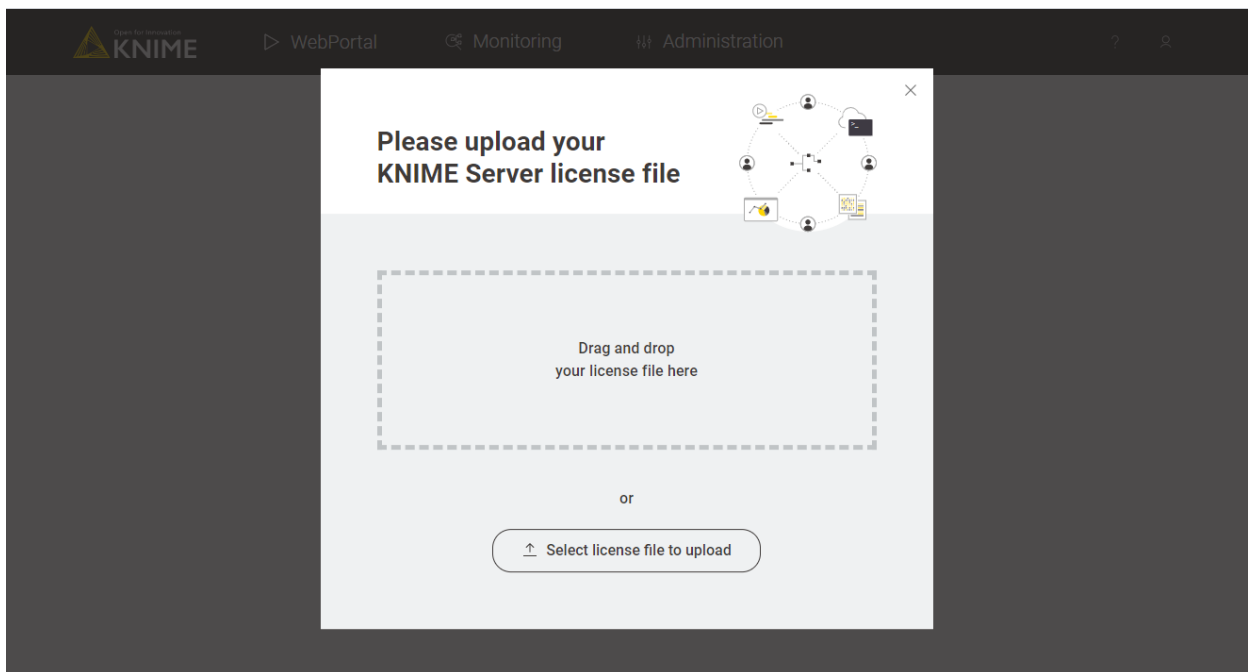 Open for Innovation
KNIME
WebPortal
Monitoring
Administration
?
Please upload your
KNIME Server license file
>_
Drag and drop
your license file here
or
Select license file to upload